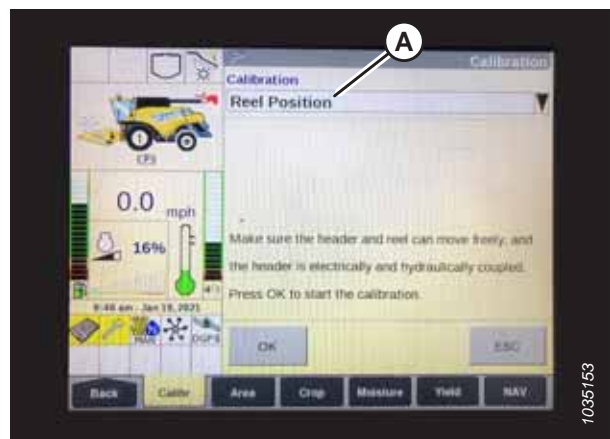 A
Calibration
Calibration
Reel Position
0.0 mph
16%
Make sure the header and reel can move freely, and
the header is electrically and hydraulically coupled.
Press OK to start the calibration.
9:48 am - Jan 19, 2021
MAN
DGPS
OK
ESC
Back
Calibr
Area
Crop
Moisture
Yield
NAV
1035153